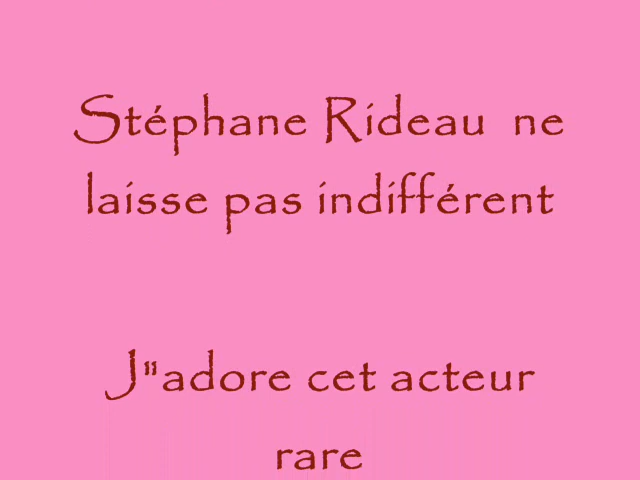 Stéphane Rideau  ne
laisse pas indifférent
J"adore cet acteur
rare